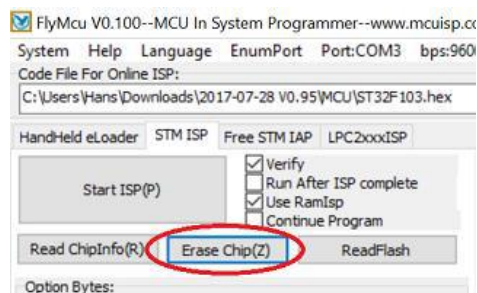 FlyMcu V0.100--MCU In System Programmer--www.mcuisp.co
System Help Language EnumPort Port:COM3 bps:960
Code File For Online ISP:
C:\Users\Hans\Downloads\2017-07-28 V0.95\MCU\ST32F103.hex
HandHeld eLoader STM ISP Free STM IAP LPC2xxxISP
Start ISP(P)
Verify
Run After ISP complete
Use RamIsp
Continue Program
Read ChipInfo(R) Erase Chip(Z) ReadFlash
Option Bytes: